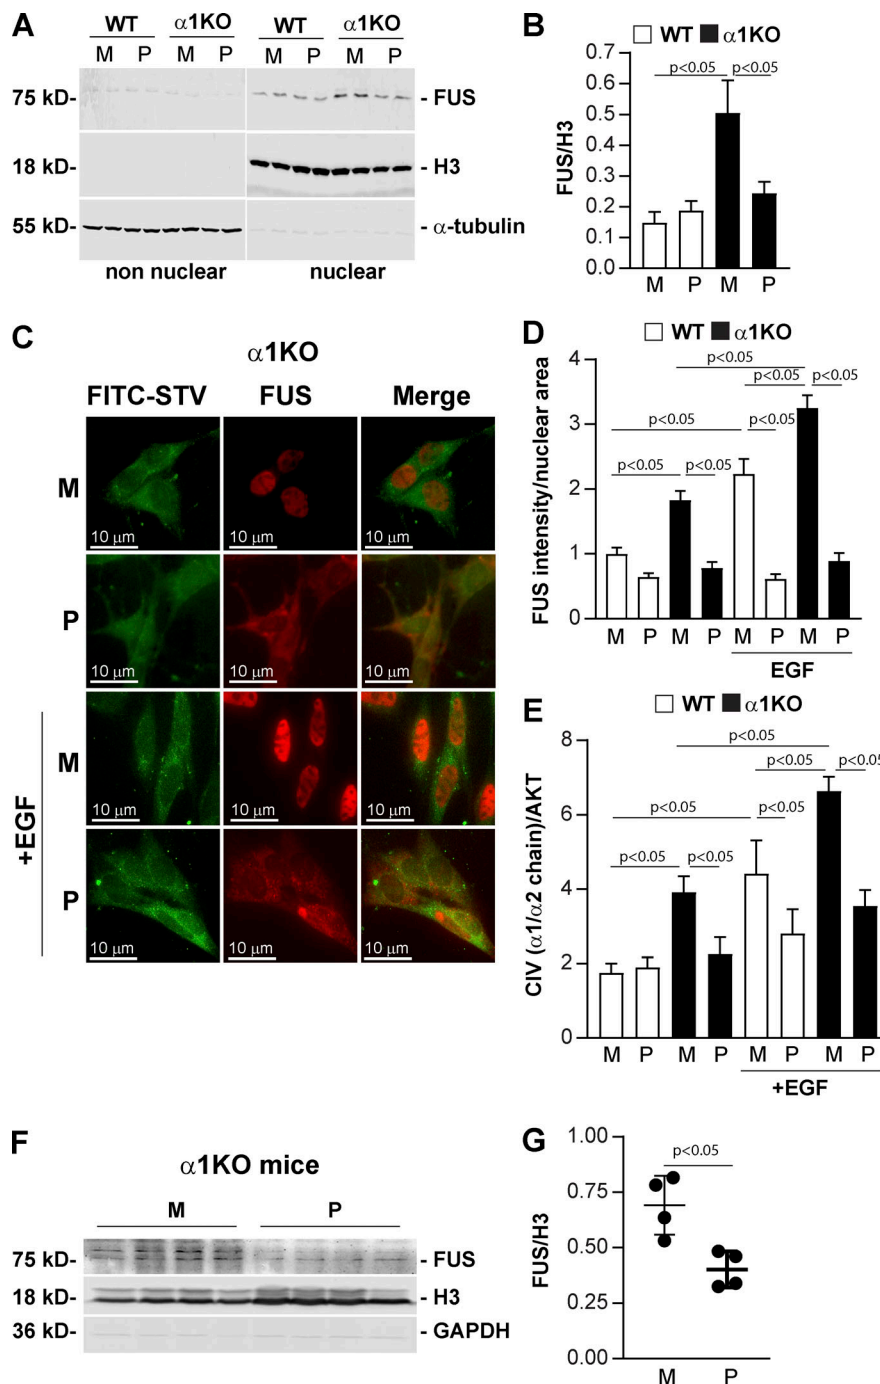 A
WT α1KO WT α1KO
M P M P M P M P
75 kD- - FUS
18 kD- - H3
55 kD- - α-tubulin
non nuclear nuclear
B
WT α1KO
p<0.05 p<0.05
FUS/H3
0.7
0.6
0.5
0.4
0.3
0.2
0.1
0.0
M P M P
C
α1KO
FITC-STV FUS Merge
M
10 μm 10 μm 10 μm
P
10 μm 10 μm 10 μm
+EGF
M
10 μm 10 μm 10 μm
P
10 μm 10 μm 10 μm
D
WT α1KO
p<0.05
p<0.05 p<0.05
p<0.05 p<0.05
p<0.05 p<0.05
FUS intensity/nuclear area
4
3
2
1
0
M P M P M P M P
EGF
E
WT α1KO
p<0.05
p<0.05 p<0.05
p<0.05 p<0.05
p<0.05 p<0.05
CIV (α1/α2 chain)/AKT
8
6
4
2
0
M P M P M P M P
+EGF
F
α1KO mice
M P
75 kD- - FUS
18 kD- - H3
36 kD- - GAPDH
G
p<0.05
FUS/H3
1.00
0.75
0.50
0.25
0.00
M P